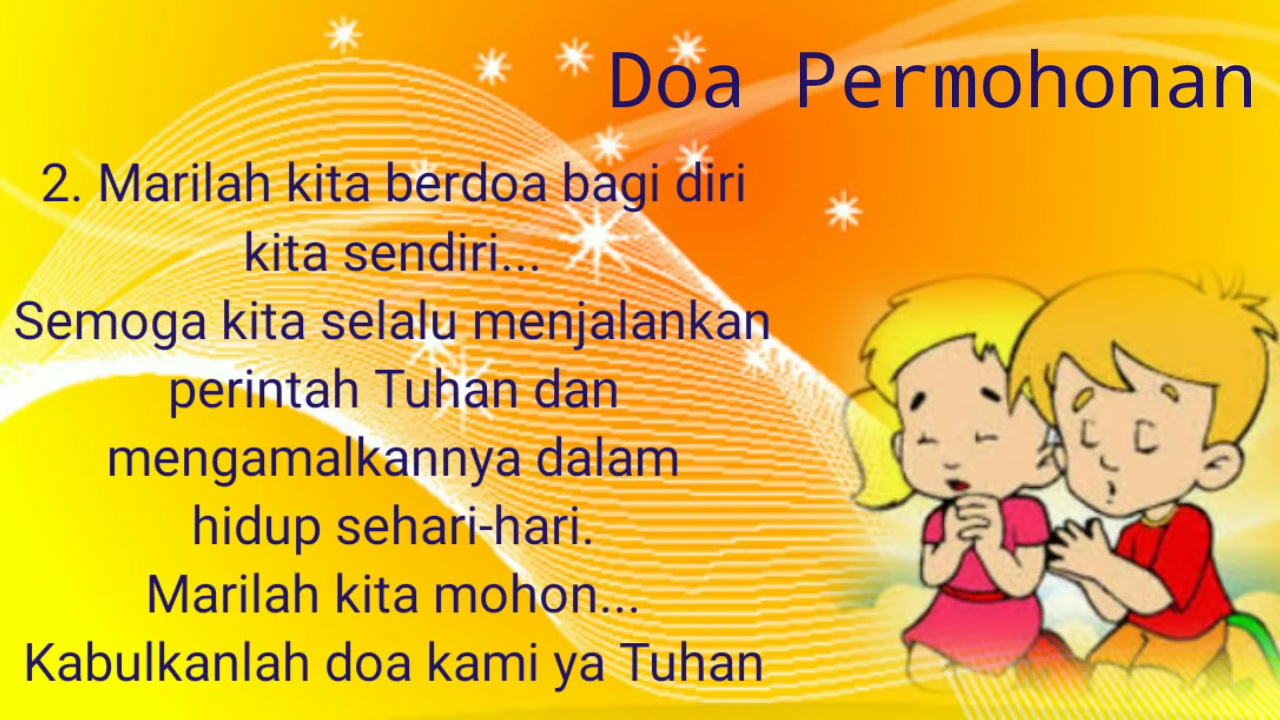 Doa Permohonan
2. Marilah kita berdoa bagi diri
kita sendiri...
Semoga kita selalu menjalankan
perintah Tuhan dan
mengamalkannya dalam
hidup sehari-hari.
Marilah kita mohon...
Kabulkanlah doa kami ya Tuhan